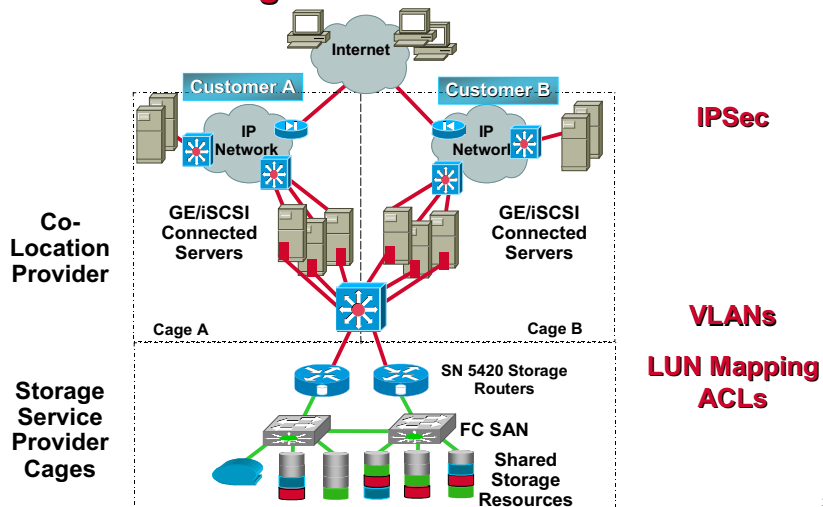 Internet
Customer A
Customer B
IP
Network
IP
Network
IPSec
GE/iSCSI
Connected
Servers
GE/iSCSI
Connected
Servers
Co-
Location
Provider
Cage A
Cage B
VLANs
LUN Mapping
ACLs
SN 5420 Storage
Routers
Storage
Service
Provider
Cages
FC SAN
Shared
Storage
Resources